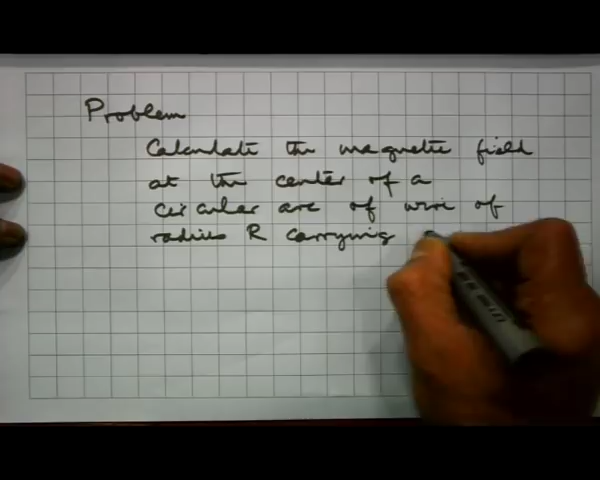 Problem
Calculate the magnetic field
at the center of a
circular arc of wire of
radius R carrying